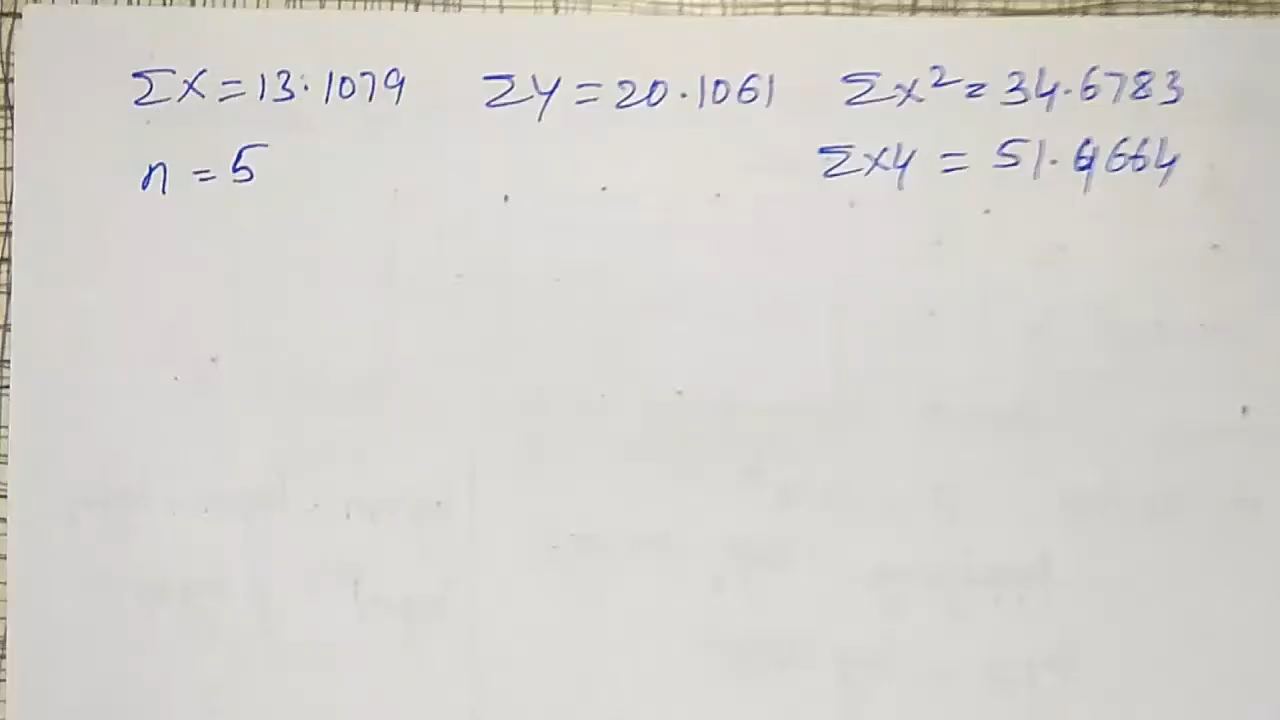 ΣX = 13.1079 ΣY = 20.1061 Σx² = 34.6783
n = 5 Σxy = 51.4664